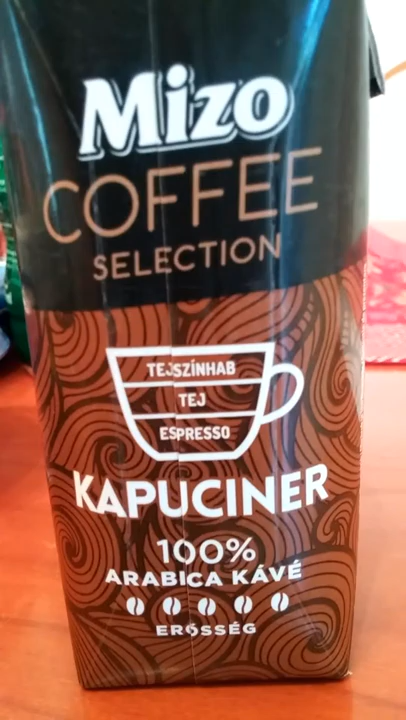 Mizo
COFFEE
SELECTION
TEJSZÍNHAB
TEJ
ESPRESSO
KAPUCINER
100%
ARABICA KÁVÉ
ERŐSSÉG